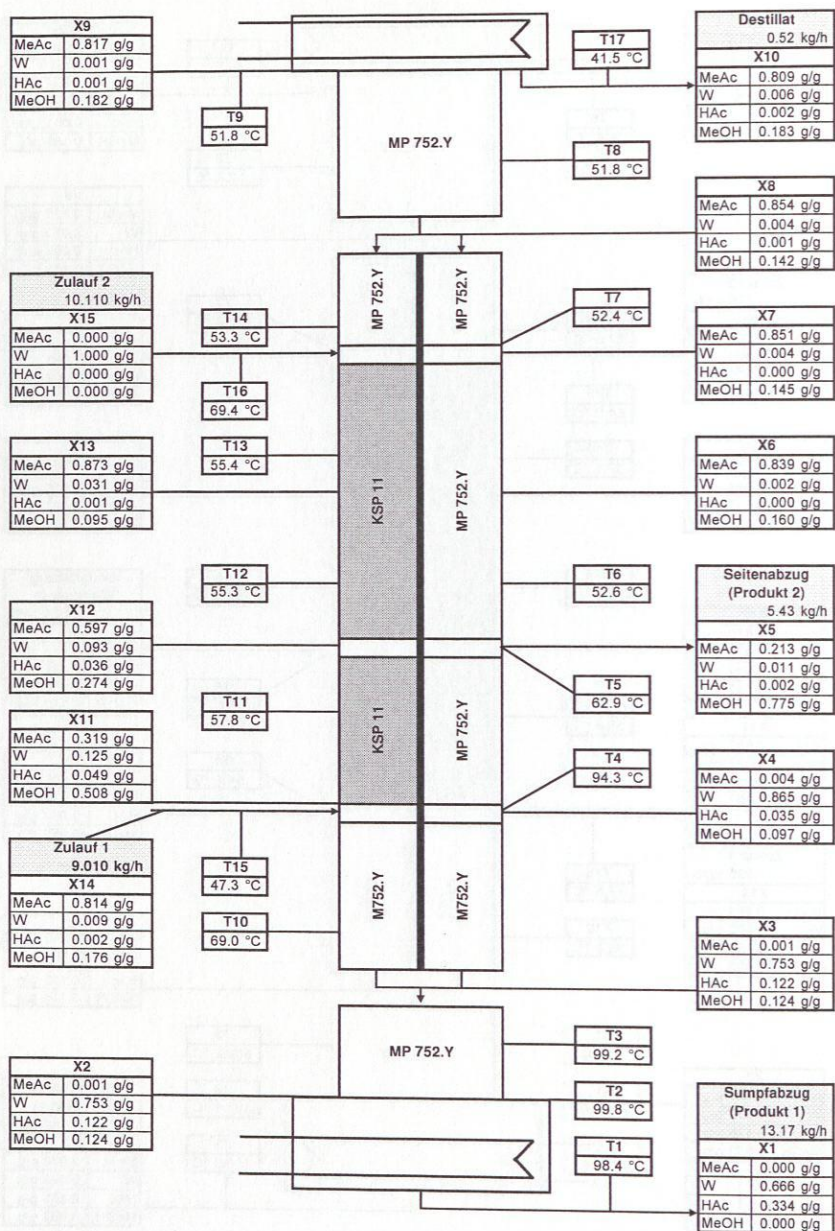 X9
MeAc 0.817 g/g
W 0.001 g/g
HAc 0.001 g/g
MeOH 0.182 g/g
T9
51.8 °C
MP 752.Y
T17
41.5 °C
T8
51.8 °C
Destillat
0.52 kg/h
X10
MeAc 0.809 g/g
W 0.006 g/g
HAc 0.002 g/g
MeOH 0.183 g/g
X8
MeAc 0.854 g/g
W 0.004 g/g
HAc 0.001 g/g
MeOH 0.142 g/g
MP 752.Y
MP 752.Y
Zulauf 2
10.110 kg/h
X15
MeAc 0.000 g/g
W 1.000 g/g
HAc 0.000 g/g
MeOH 0.000 g/g
T14
53.3 °C
T16
69.4 °C
T7
52.4 °C
X7
MeAc 0.851 g/g
W 0.004 g/g
HAc 0.000 g/g
MeOH 0.145 g/g
X13
MeAc 0.873 g/g
W 0.031 g/g
HAc 0.001 g/g
MeOH 0.095 g/g
T13
55.4 °C
KSP 11
MP 752.Y
X6
MeAc 0.839 g/g
W 0.002 g/g
HAc 0.000 g/g
MeOH 0.160 g/g
T12
55.3 °C
T6
52.6 °C
Seitenabzug
(Produkt 2)
5.43 kg/h
X5
MeAc 0.213 g/g
W 0.011 g/g
HAc 0.002 g/g
MeOH 0.775 g/g
X12
MeAc 0.597 g/g
W 0.093 g/g
HAc 0.036 g/g
MeOH 0.274 g/g
T11
57.8 °C
KSP 11
MP 752.Y
T5
62.9 °C
X11
MeAc 0.319 g/g
W 0.125 g/g
HAc 0.049 g/g
MeOH 0.508 g/g
T4
94.3 °C
X4
MeAc 0.004 g/g
W 0.865 g/g
HAc 0.035 g/g
MeOH 0.097 g/g
Zulauf 1
9.010 kg/h
X14
MeAc 0.814 g/g
W 0.009 g/g
HAc 0.002 g/g
MeOH 0.176 g/g
T15
47.3 °C
T10
69.0 °C
M752.Y
M752.Y
X3
MeAc 0.001 g/g
W 0.753 g/g
HAc 0.122 g/g
MeOH 0.124 g/g
MP 752.Y
T3
99.2 °C
X2
MeAc 0.001 g/g
W 0.753 g/g
HAc 0.122 g/g
MeOH 0.124 g/g
T2
99.8 °C
T1
98.4 °C
Sumpfabzug
(Produkt 1)
13.17 kg/h
X1
MeAc 0.000 g/g
W 0.666 g/g
HAc 0.334 g/g
MeOH 0.000 g/g